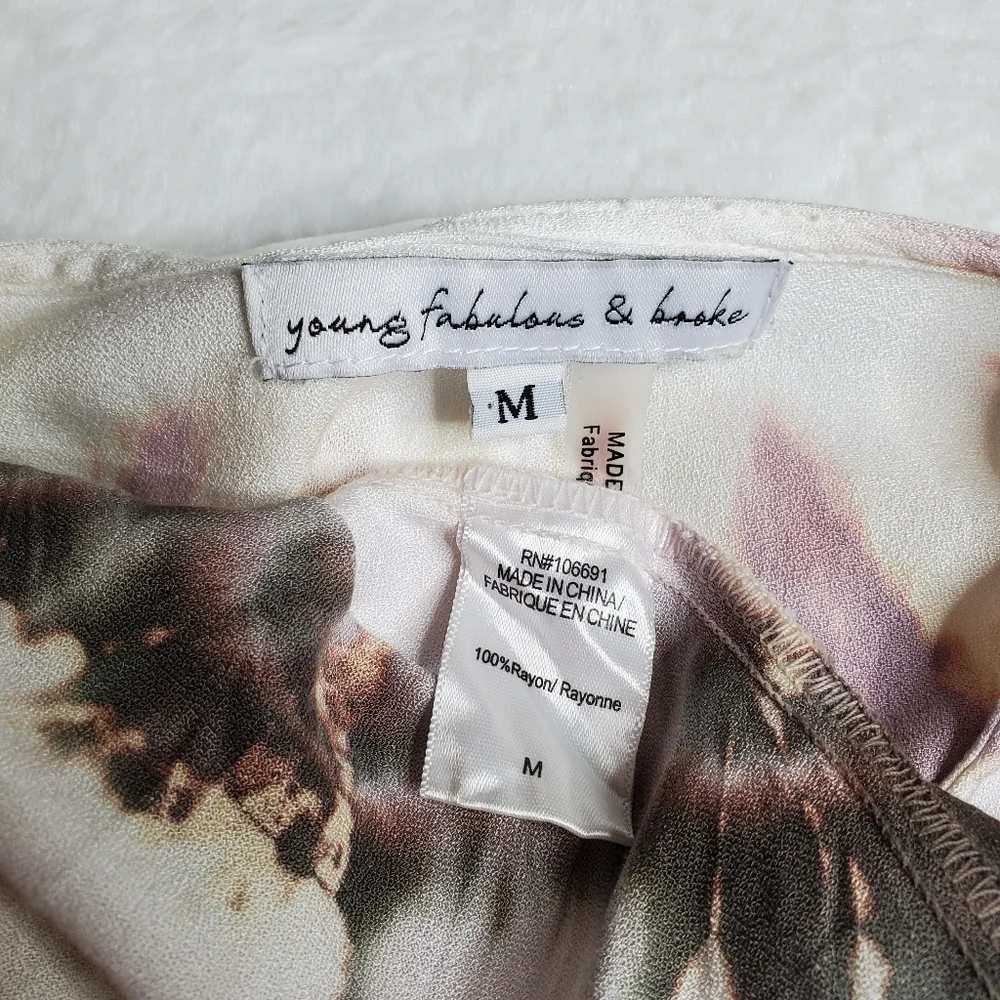 young fabulous & broke
M
MADE
Fabriq
RN#106691
MADE IN CHINA/
FABRIQUE EN CHINE
100%Rayon/ Rayonne
M